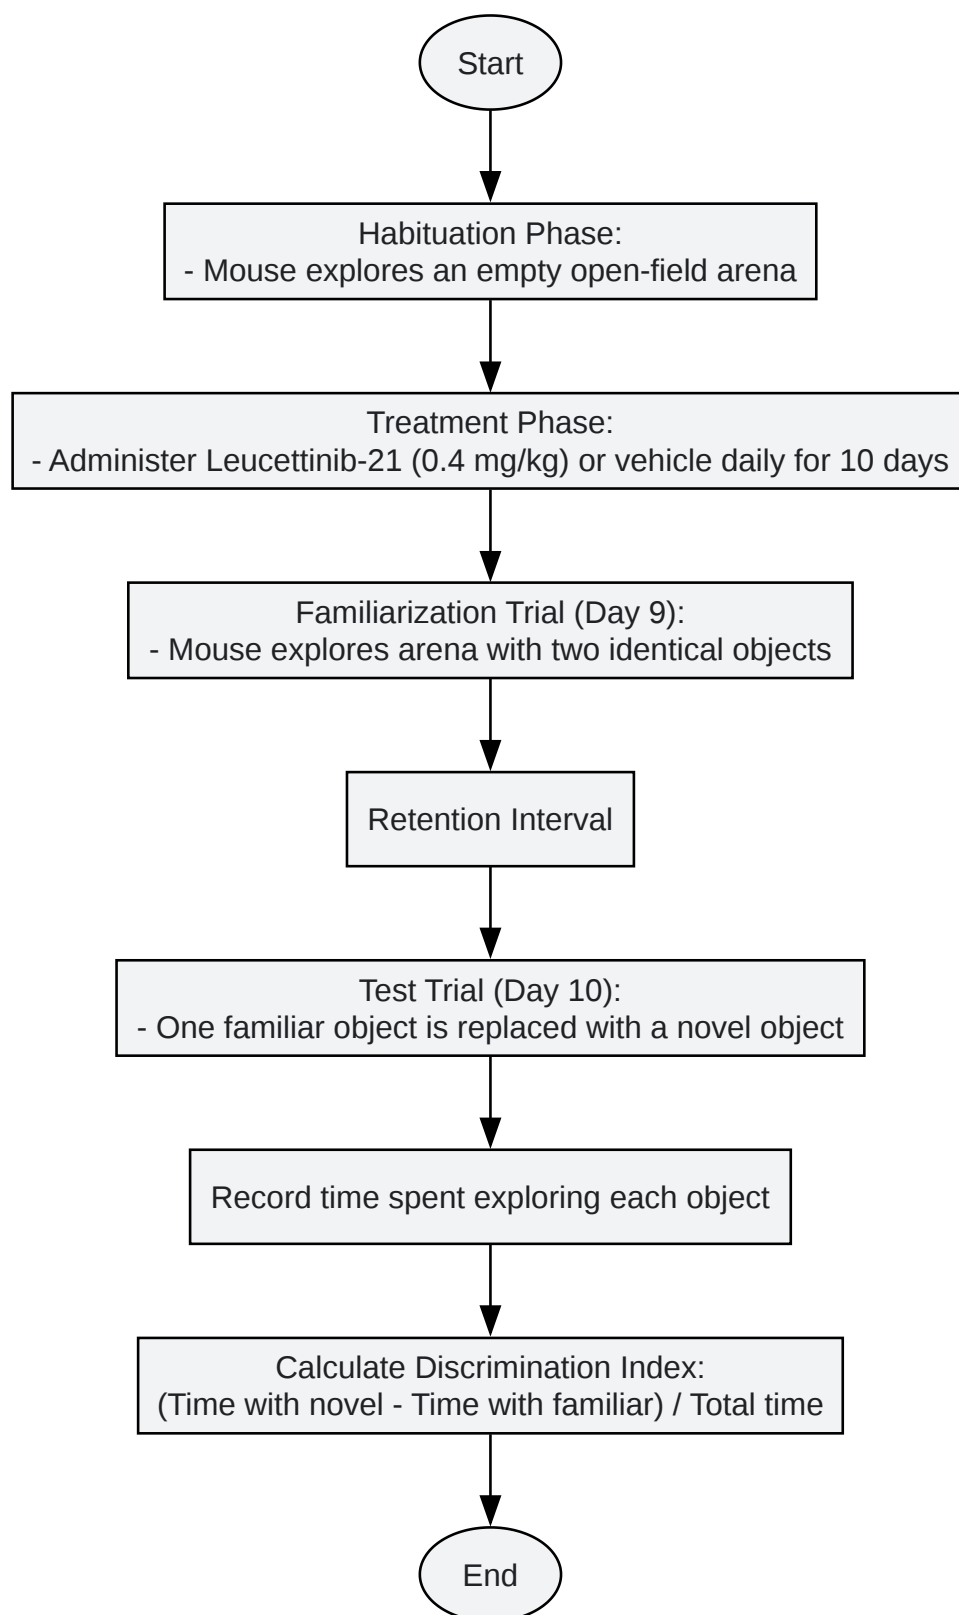 Start
Habituation Phase:
- Mouse explores an empty open-field arena
Treatment Phase:
- Administer Leucettinib-21 (0.4 mg/kg) or vehicle daily for 10 days
Familiarization Trial (Day 9):
- Mouse explores arena with two identical objects
Retention Interval
Test Trial (Day 10):
- One familiar object is replaced with a novel object
Record time spent exploring each object
Calculate Discrimination Index:
(Time with novel - Time with familiar) / Total time
End